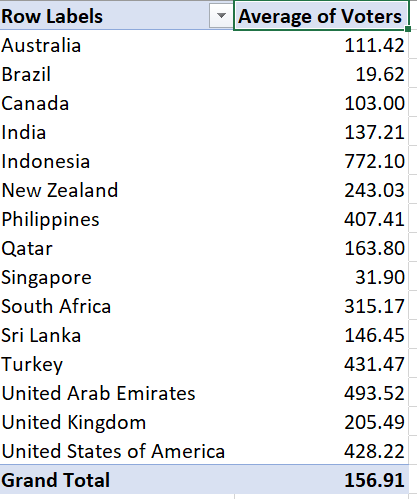 Row Labels Average of Voters
Australia 111.42
Brazil 19.62
Canada 103.00
India 137.21
Indonesia 772.10
New Zealand 243.03
Philippines 407.41
Qatar 163.80
Singapore 31.90
South Africa 315.17
Sri Lanka 146.45
Turkey 431.47
United Arab Emirates 493.52
United Kingdom 205.49
United States of America 428.22
Grand Total 156.91